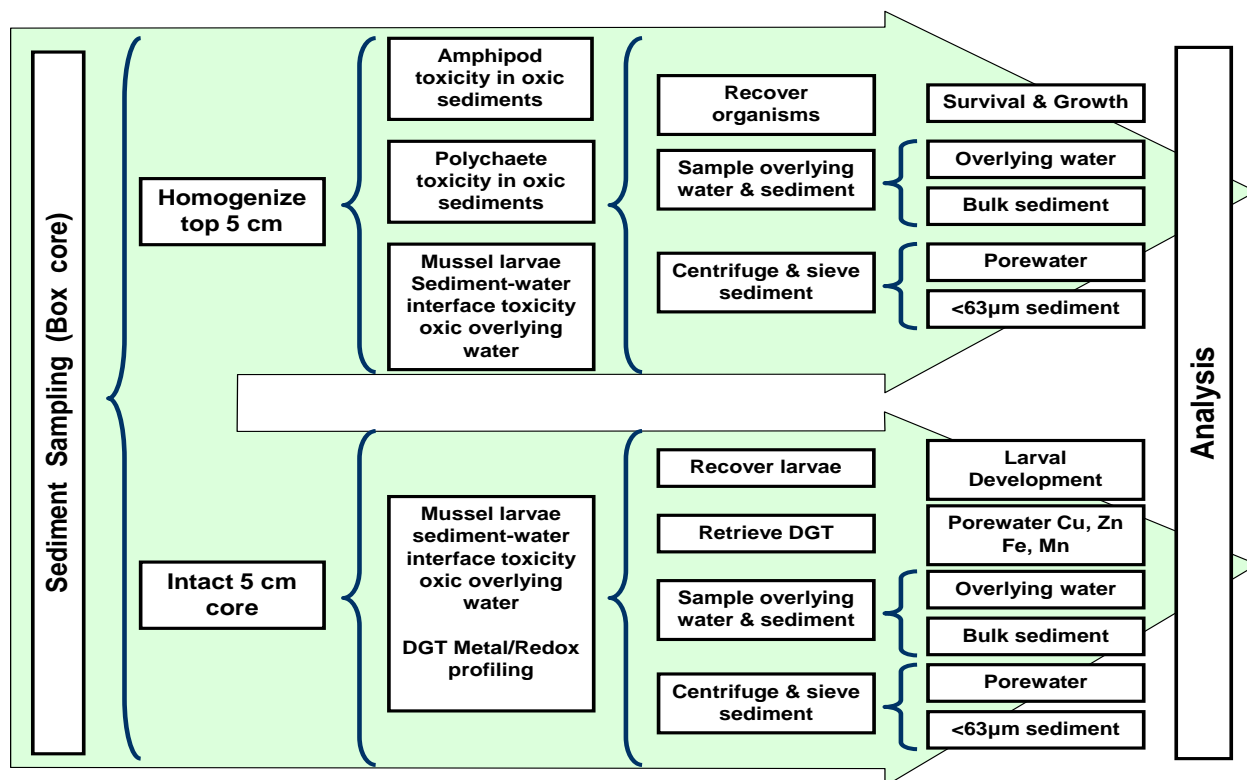 Sediment Sampling (Box core)
Homogenize
top 5 cm
Amphipod
toxicity in oxic
sediments
Polychaete
toxicity in oxic
sediments
Mussel larvae
Sediment-water
interface toxicity
oxic overlying
water
Recover
organisms
Sample overlying
water & sediment
Centrifuge & sieve
sediment
Survival & Growth
Overlying water
Bulk sediment
Porewater
<63µm sediment
Intact 5 cm
core
Mussel larvae
sediment-water
interface toxicity
oxic overlying
water
DGT Metal/Redox
profiling
Recover larvae
Retrieve DGT
Sample overlying
water & sediment
Centrifuge & sieve
sediment
Larval
Development
Porewater Cu, Zn
Fe, Mn
Overlying water
Bulk sediment
Porewater
<63µm sediment
Analysis